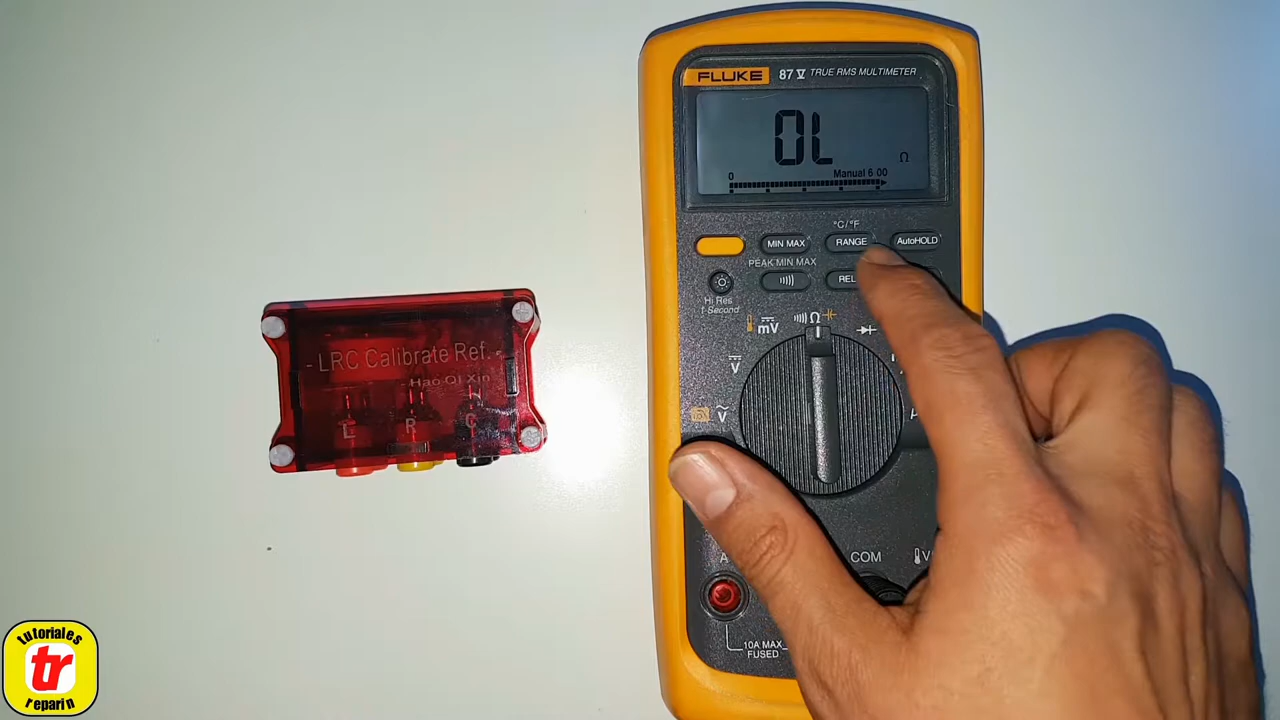 FLUKE 87 V TRUE RMS MULTIMETER
OL
Ω
0 Manual 6 00
°C/°F
MIN MAX RANGE AutoHOLD
PEAK MIN MAX
REL
Hi Res
1 Second
mV Ω
V
V
COM
A
10A MAX
FUSED
- LRC Calibrate Ref. -
- Hao QI Xin
L R C
tutoriales
tr
reparin